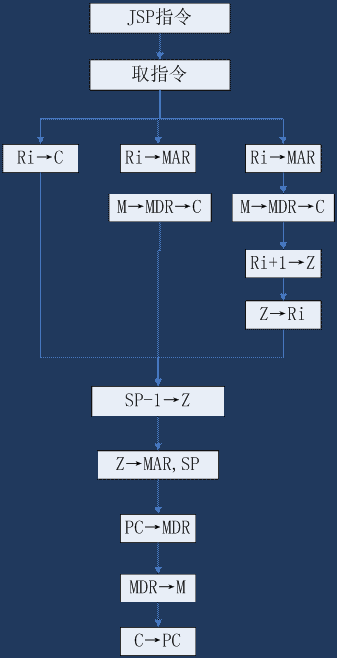 JSP指令
取指令
Ri→C
Ri→MAR
Ri→MAR
M→MDR→C
M→MDR→C
Ri+1→Z
Z→Ri
SP-1→Z
Z→MAR,SP
PC→MDR
MDR→M
C→PC